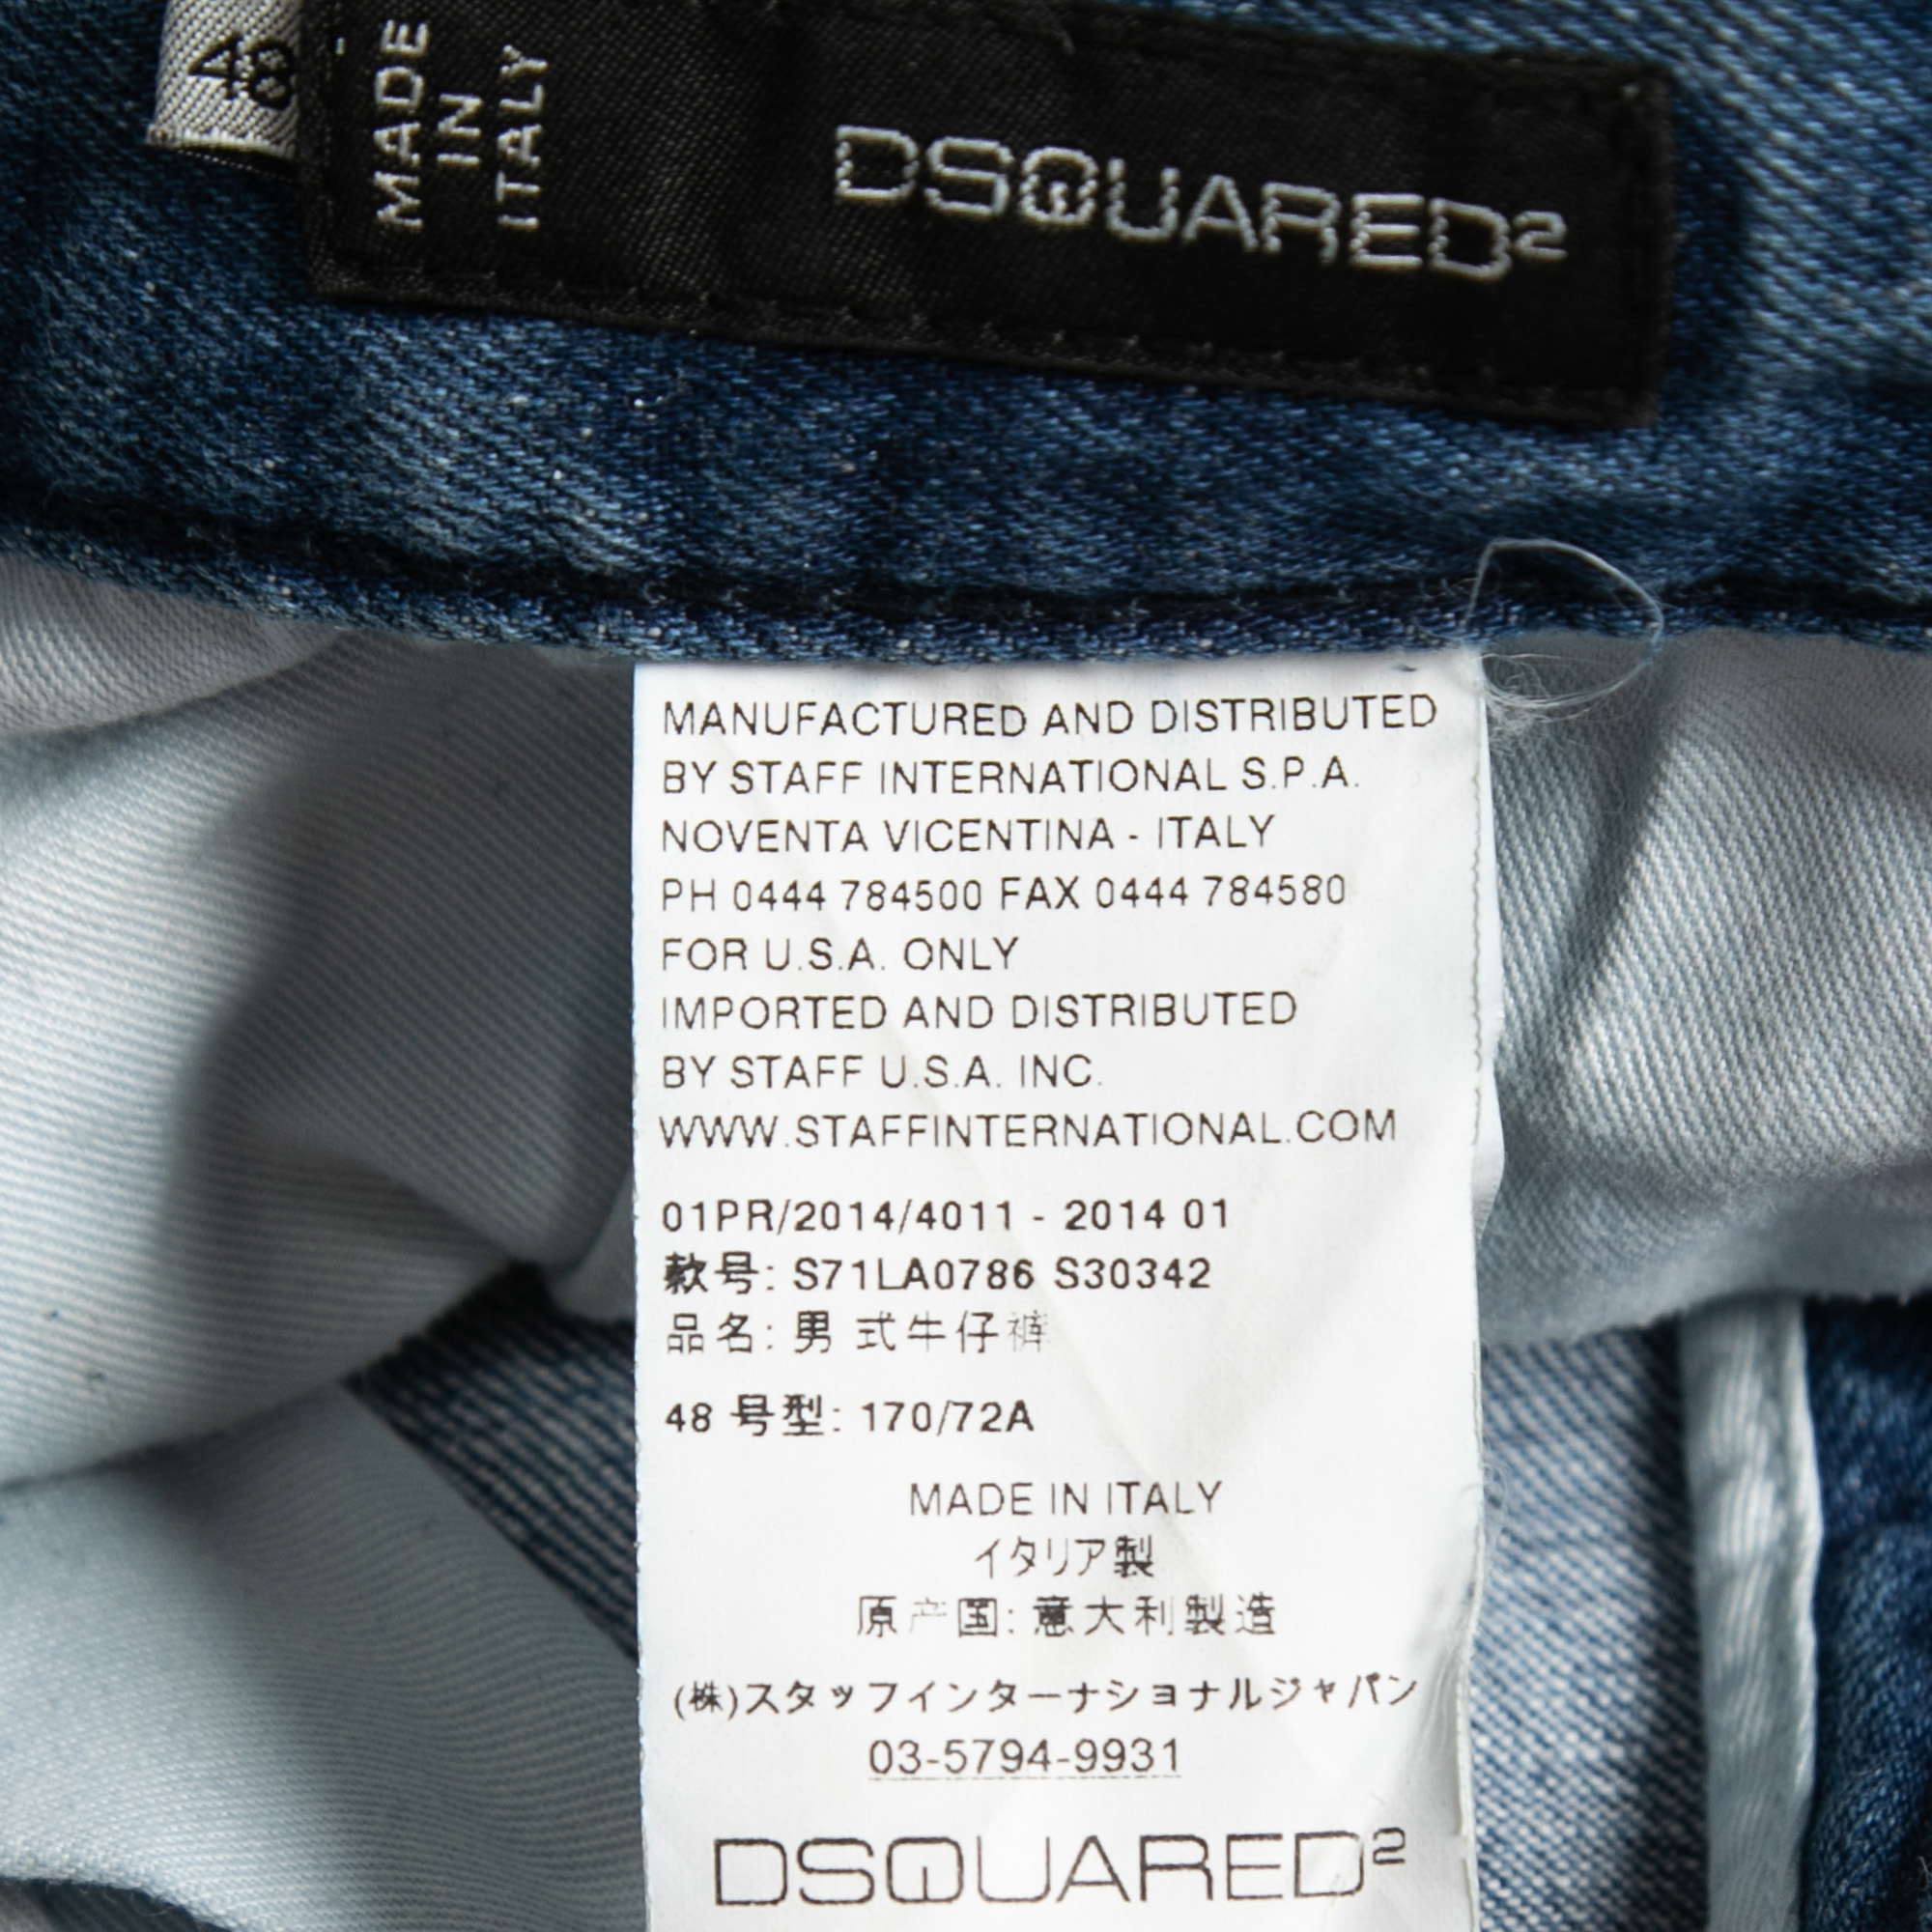 48
MADE
IN
ITALY
DSQUARED2
MANUFACTURED AND DISTRIBUTED
BY STAFF INTERNATIONAL S.P.A.
NOVENTA VICENTINA - ITALY
PH 0444 784500 FAX 0444 784580
FOR U.S.A. ONLY
IMPORTED AND DISTRIBUTED
BY STAFF U.S.A. INC.
WWW.STAFFINTERNATIONAL.COM
01PR/2014/4011 - 2014 01
款号: S71LA0786 S30342
品名: 男式牛仔裤
48 号型: 170/72A
MADE IN ITALY
イタリア製
原产国: 意大利製造
(株)スタッフインターナショナルジャパン
03-5794-9931
DSQUARED2